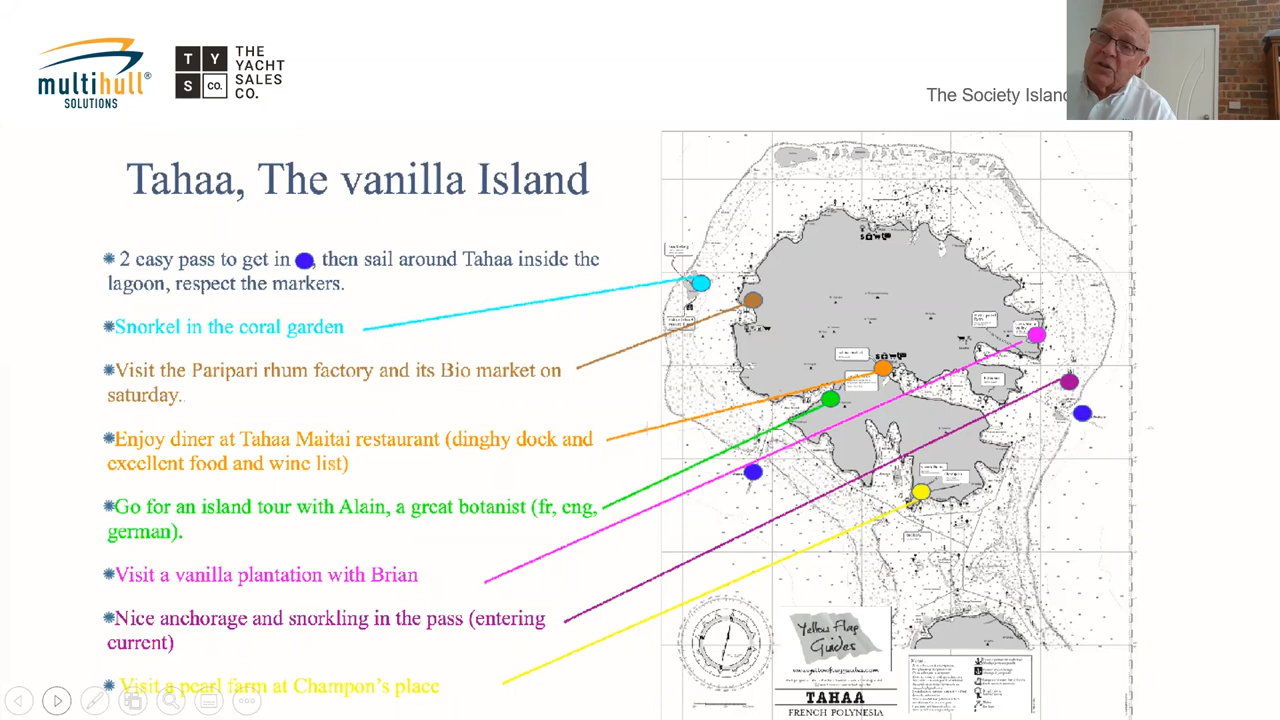 multihull®
SOLUTIONS
T Y
S CO.
THE
YACHT
SALES
CO.
The Society Island
Tahaa, The vanilla Island
2 easy pass to get in , then sail around Tahaa inside the
lagoon, respect the markers.
Snorkel in the coral garden
Visit the Paripari rhum factory and its Bio market on
saturday..
Enjoy diner at Tahaa Maitai restaurant (dinghy dock and
excellent food and wine list)
Go for an island tour with Alain, a great botanist (fr, eng,
german).
Visit a vanilla plantation with Brian
Nice anchorage and snorkling in the pass (entering
current)
Visit a pearl farm at Champon's place
Yellow Flag
Guides
TAHAA
FRENCH POLYNESIA